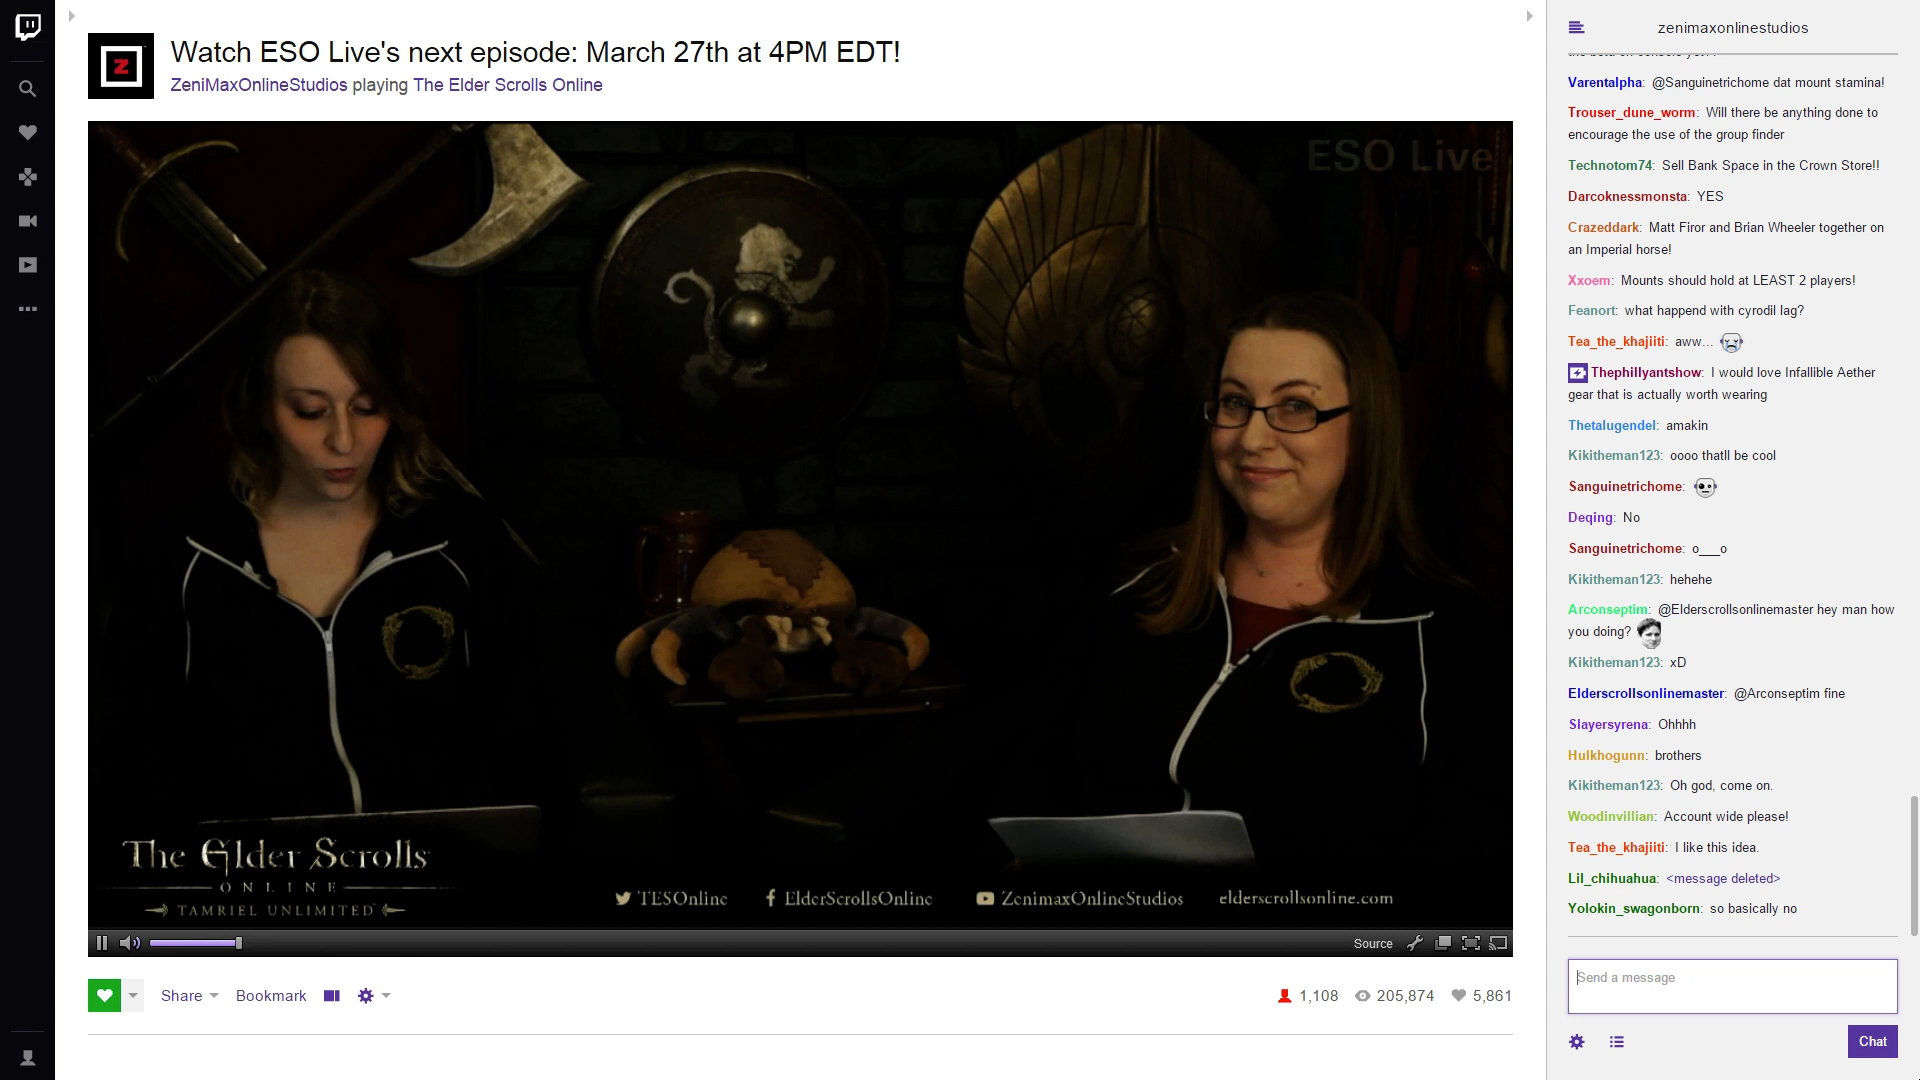 Watch ESO Live's next episode: March 27th at 4PM EDT!
ZeniMaxOnlineStudios playing The Elder Scrolls Online
ESO Live
The Elder Scrolls
ONLINE
TAMRIEL UNLIMITED
TESOnline
ElderScrollsOnline
ZenimaxOnlineStudios
elderscrollsonline.com
Source
Share
Bookmark
1,108
205,874
5,861
zenimaxonlinestudios
Varentalpha: @Sanguinetrichome dat mount stamina!
Trouser_dune_worm: Will there be anything done to
encourage the use of the group finder
Technotom74: Sell Bank Space in the Crown Store!!
Darcoknessmonsta: YES
Crazeddark: Matt Firor and Brian Wheeler together on
an Imperial horse!
Xxoem: Mounts should hold at LEAST 2 players!
Feanort: what happend with cyrodil lag?
Tea_the_khajiiti: aww...
Thephillyantshow: I would love Infallible Aether
gear that is actually worth wearing
Thetalugendel: amakin
Kikitheman123: oooo thatll be cool
Sanguinetrichome:
Deqing: No
Sanguinetrichome: o___o
Kikitheman123: hehehe
Arconseptim: @Elderscrollsonlinemaster hey man how
you doing?
Kikitheman123: xD
Elderscrollsonlinemaster: @Arconseptim fine
Slayersyrena: Ohhhh
Hulkhogunn: brothers
Kikitheman123: Oh god, come on.
Woodinvillian: Account wide please!
Tea_the_khajiiti: I like this idea.
Lil_chihuahua: <message deleted>
Yolokin_swagonborn: so basically no
Send a message
Chat